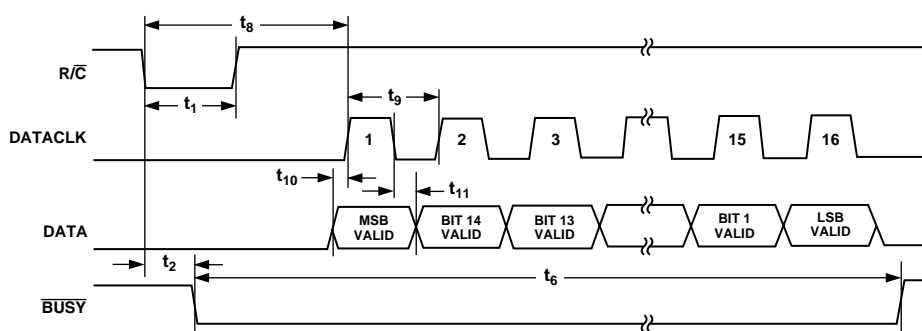 t8
R/C
t1
t9
DATACLK
1
2
3
15
16
t10
t11
DATA
MSB VALID
BIT 14 VALID
BIT 13 VALID
BIT 1 VALID
LSB VALID
t2
t6
BUSY